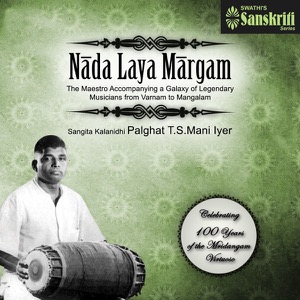 SWATHI'S
Sanskriti
Series
Nāda Laya Mārgam
The Maestro Accompanying a Galaxy of Legendary
Musicians from Varnam to Mangalam
Sangita Kalanidhi Palghat T.S.Mani Iyer
Celebrating
100 Years
of the Mridangam
Virtuoso